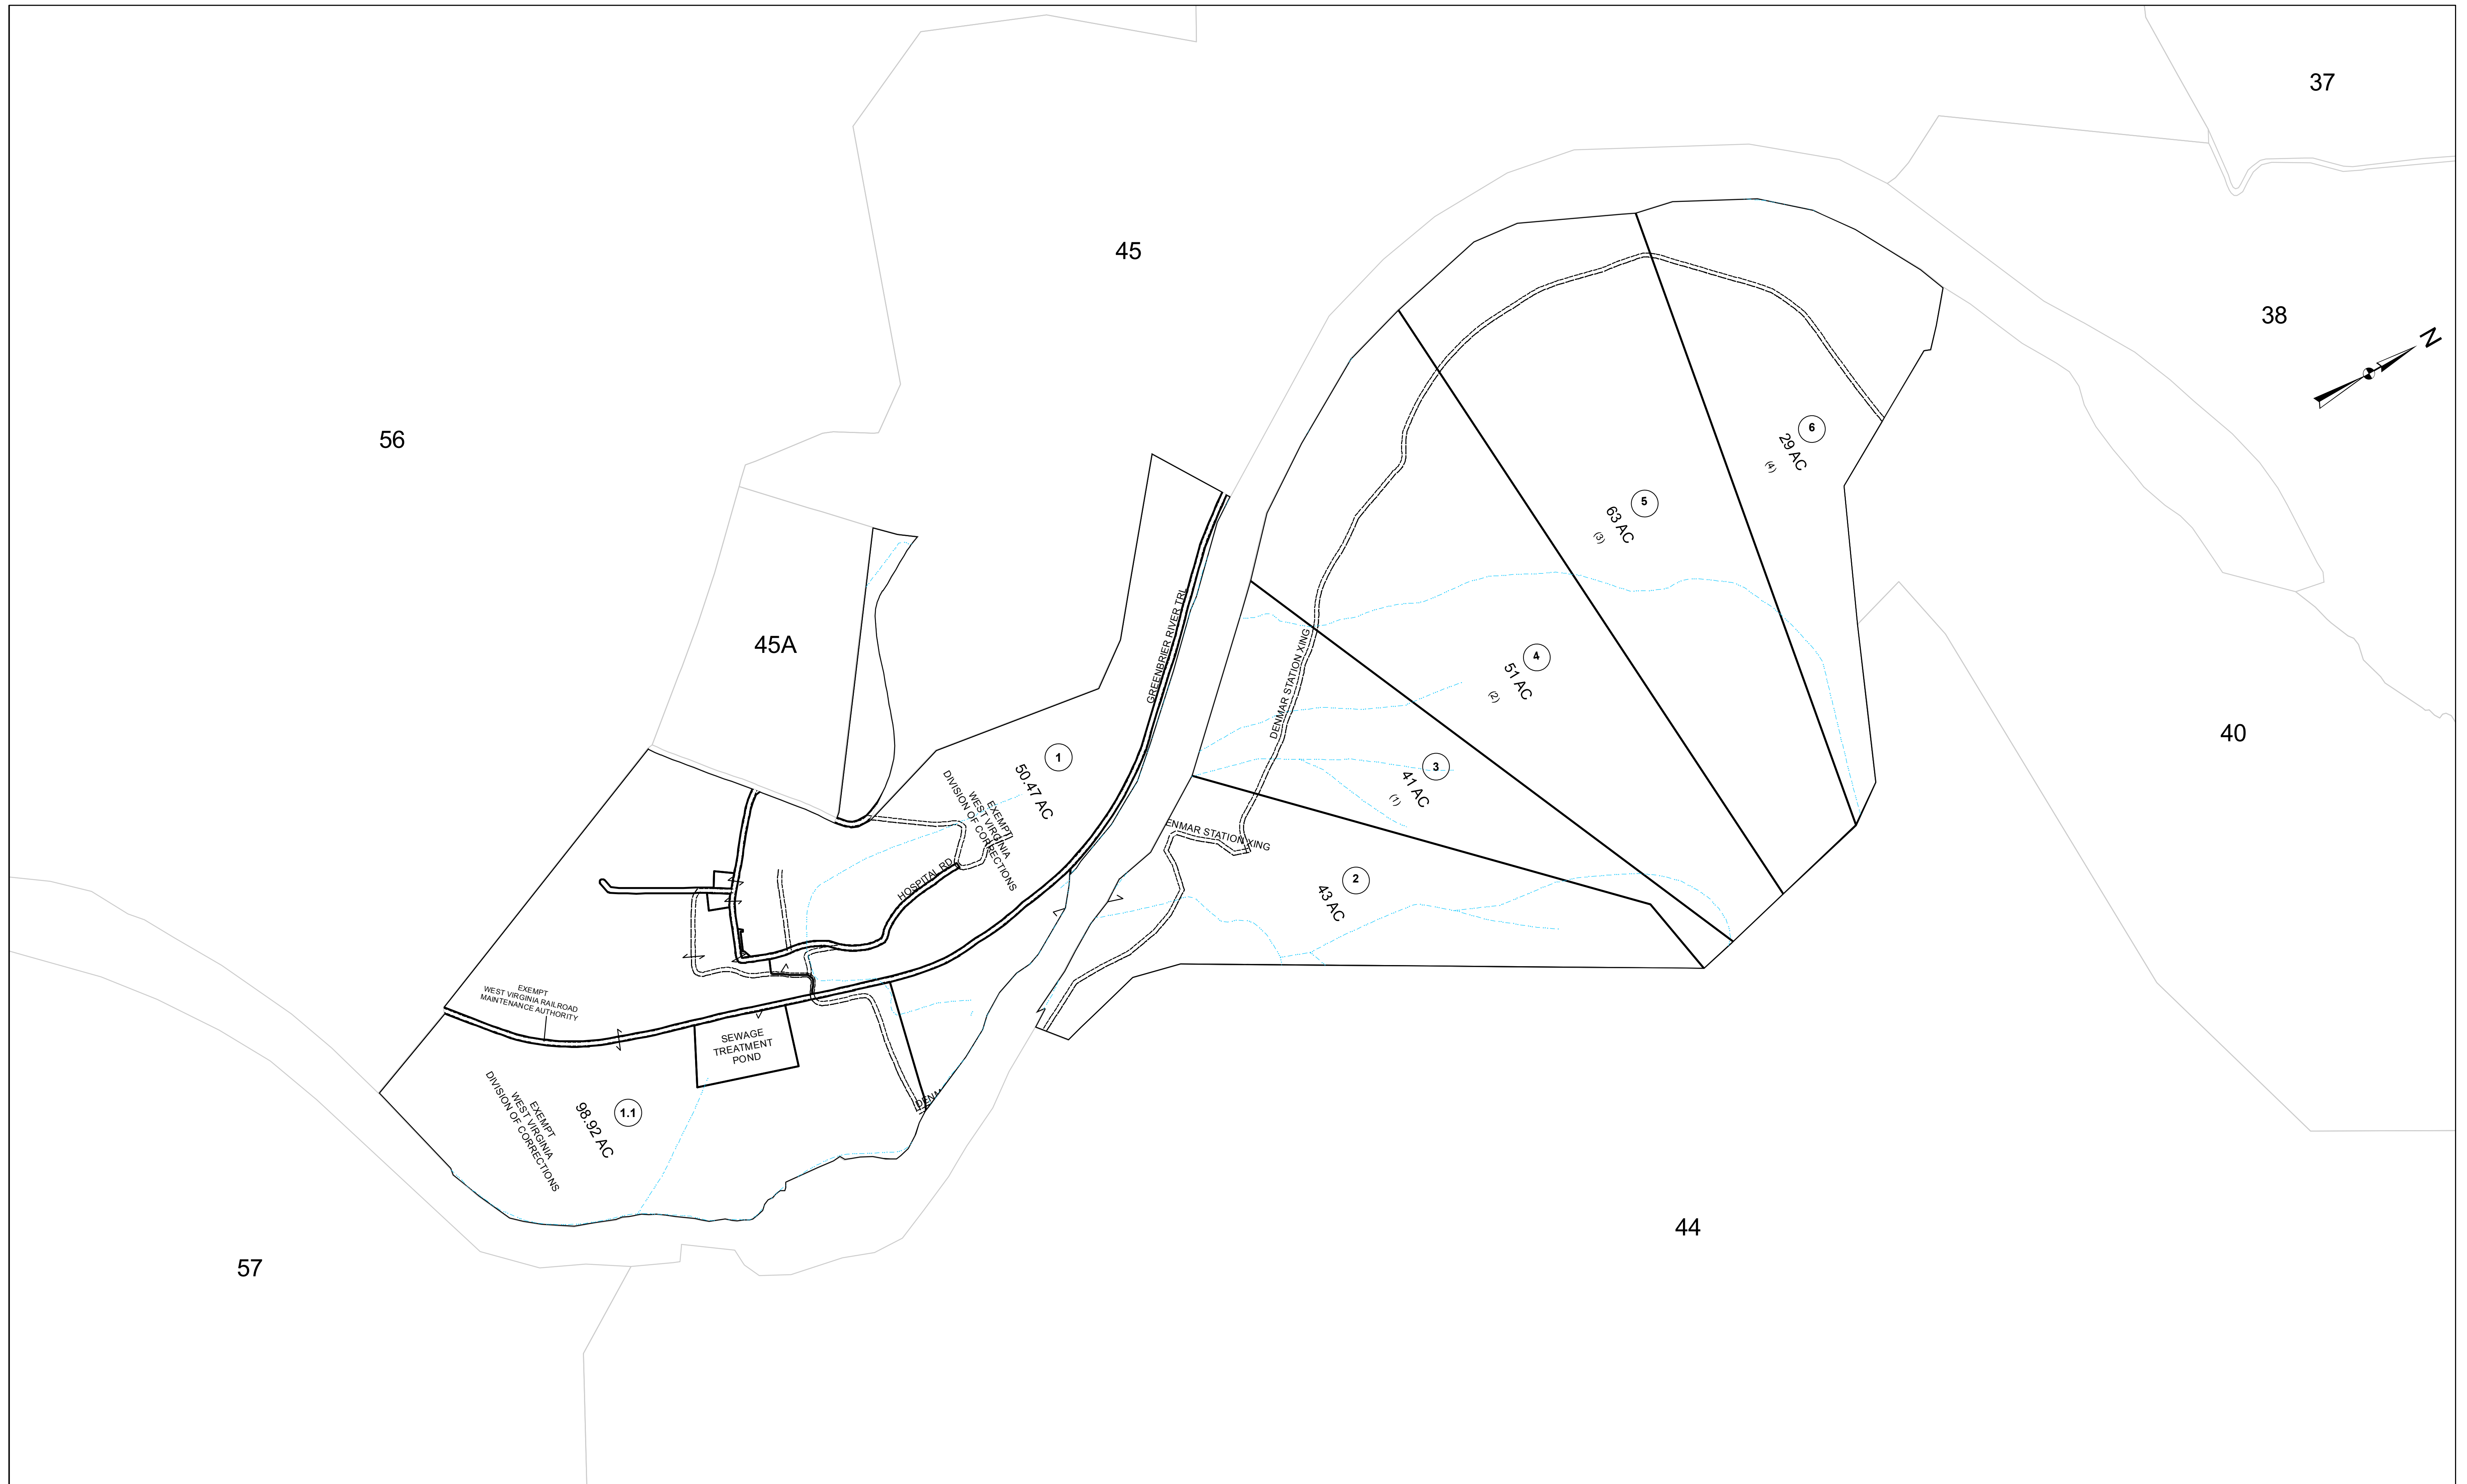 37
45
38
N
56
6
29 AC
(4)
5
63 AC
(3)
45A
GREENBRIER RIVER TRL
DENMAR STATION XING
4
51 AC
(2)
40
1
50.47 AC
EXEMPT
WEST VIRGINIA
DIVISION OF CORRECTIONS
3
41 AC
(1)
ENMAR STATION XING
HOSPITAL RD
2
43 AC
EXEMPT
WEST VIRGINIA RAILROAD
MAINTENANCE AUTHORITY
SEWAGE
TREATMENT
POND
1.1
98.92 AC
EXEMPT
WEST VIRGINIA
DIVISION OF CORRECTIONS
44
57